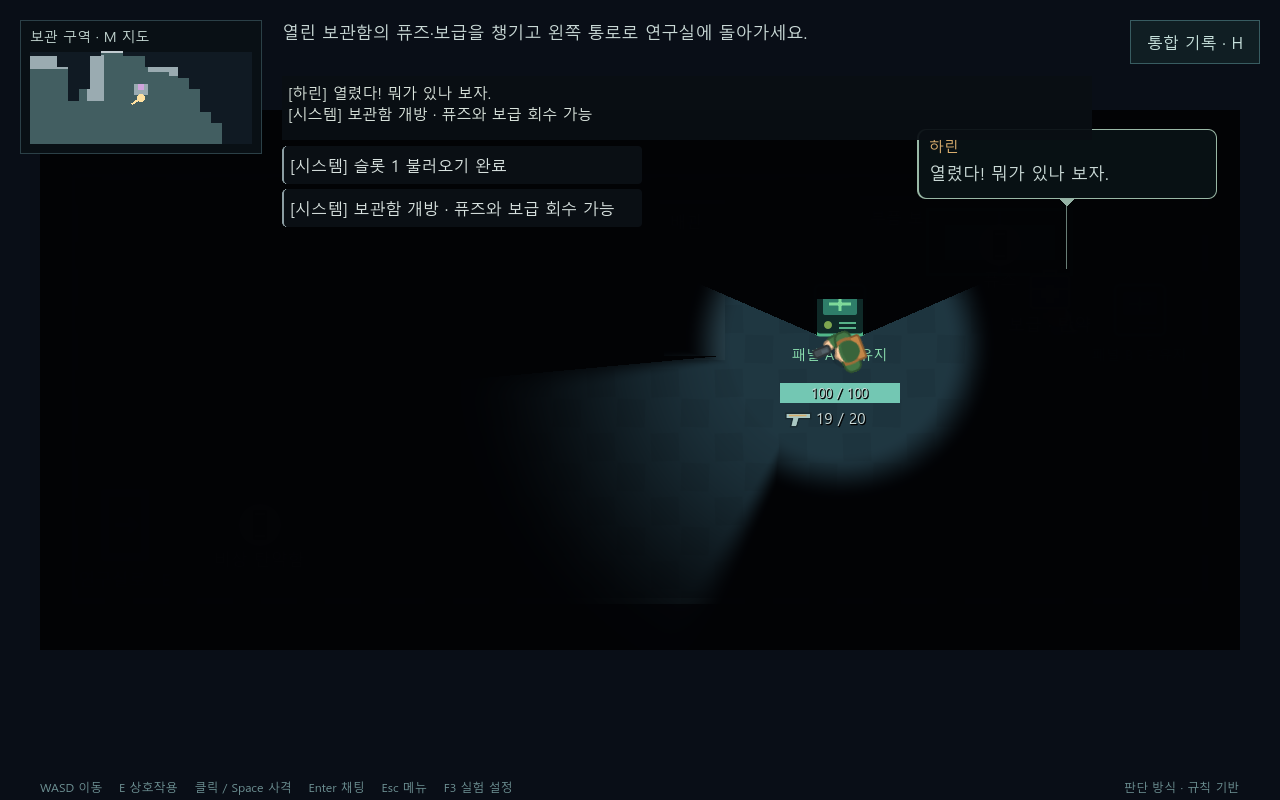 보관 구역 · M 지도
열린 보관함의 퓨즈·보급을 챙기고 왼쪽 통로로 연구실에 돌아가세요.
통합 기록 · H
[하린] 열렸다! 뭐가 있나 보자.
[시스템] 보관함 개방 · 퓨즈와 보급 회수 가능
[시스템] 슬롯 1 불러오기 완료
[시스템] 보관함 개방 · 퓨즈와 보급 회수 가능
하린
열렸다! 뭐가 있나 보자.
패널 A 유지
100 / 100
19 / 20
WASD 이동 E 상호작용 클릭 / Space 사격 Enter 채팅 Esc 메뉴 F3 실험 설정
판단 방식 · 규칙 기반